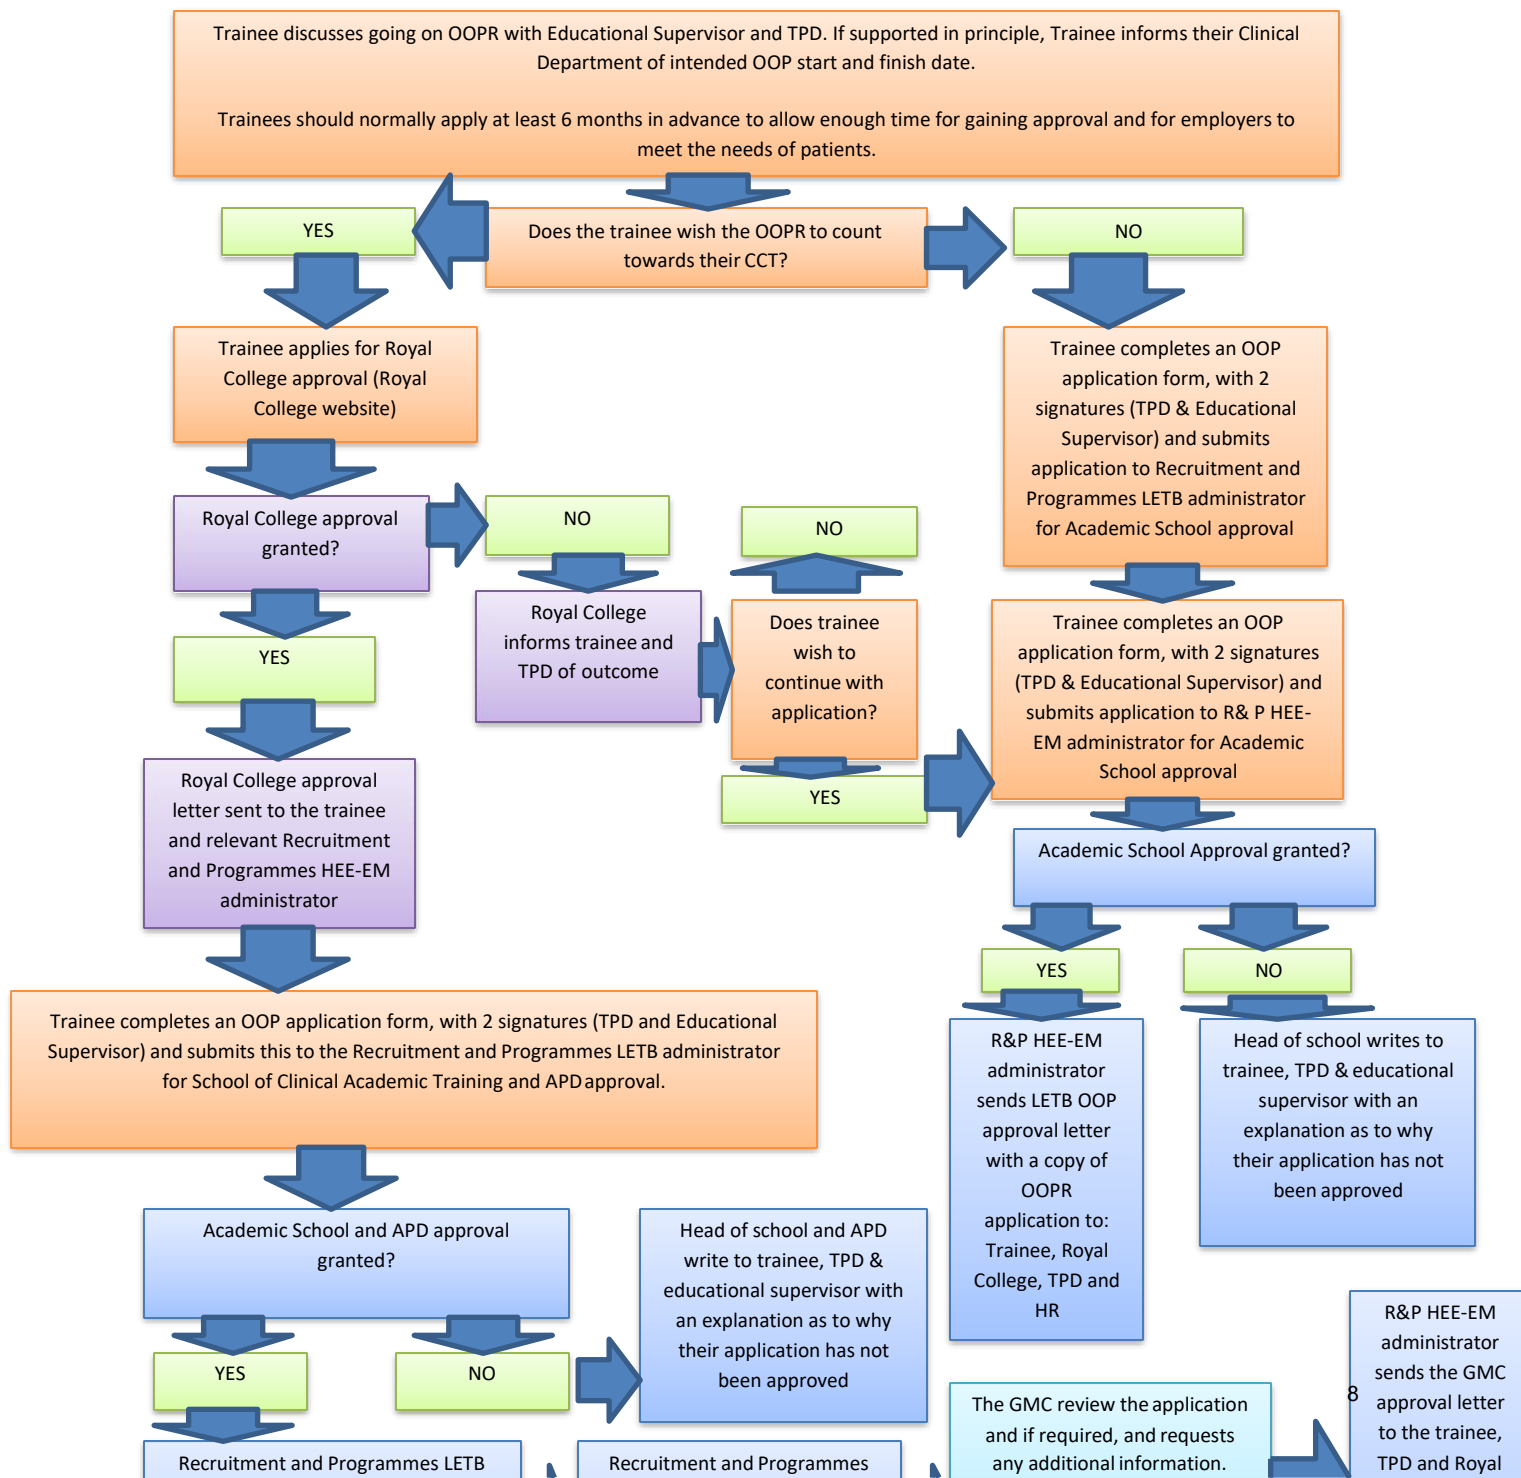 Trainee discusses going on OOPR with Educational Supervisor and TPD. If supported in principle, Trainee informs their Clinical
Department of intended OOP start and finish date.
Trainees should normally apply at least 6 months in advance to allow enough time for gaining approval and for employers to
meet the needs of patients.
YES
Does the trainee wish the OOPR to count
towards their CCT?
NO
Trainee applies for Royal
College approval (Royal
College website)
Trainee completes an OOP
application form, with 2
signatures (TPD & Educational
Supervisor) and submits
application to Recruitment and
Programmes LETB administrator
for Academic School approval
Royal College approval
granted?
NO
NO
Royal College
informs trainee and
TPD of outcome
Does trainee
wish to
continue with
application?
Trainee completes an OOP
application form, with 2 signatures
(TPD & Educational Supervisor) and
submits application to R& P HEE-
EM administrator for Academic
School approval
YES
YES
Royal College approval
letter sent to the trainee
and relevant Recruitment
and Programmes HEE-EM
administrator
Academic School Approval granted?
YES
NO
Trainee completes an OOP application form, with 2 signatures (TPD and Educational
Supervisor) and submits this to the Recruitment and Programmes LETB administrator
for School of Clinical Academic Training and APD approval.
R&P HEE-EM
administrator
sends LETB OOP
approval letter
with a copy of
OOPR
application to:
Trainee, Royal
College, TPD and
HR
Head of school writes to
trainee, TPD & educational
supervisor with an
explanation as to why
their application has not
been approved
Academic School and APD approval
granted?
Head of school and APD
write to trainee, TPD &
educational supervisor with
an explanation as to why
their application has not
been approved
YES
NO
R&P HEE-EM
administrator
sends the GMC
approval letter
to the trainee,
TPD and Royal
8
The GMC review the application
and if required, and requests
any additional information.
Recruitment and Programmes LETB
Recruitment and Programmes